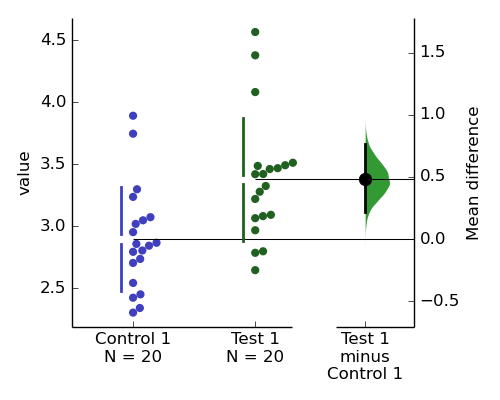 4.5
4.0
3.5
3.0
2.5
value
Control 1
N = 20
Test 1
N = 20
Test 1
minus
Control 1
1.5
1.0
0.5
0.0
−0.5
Mean difference